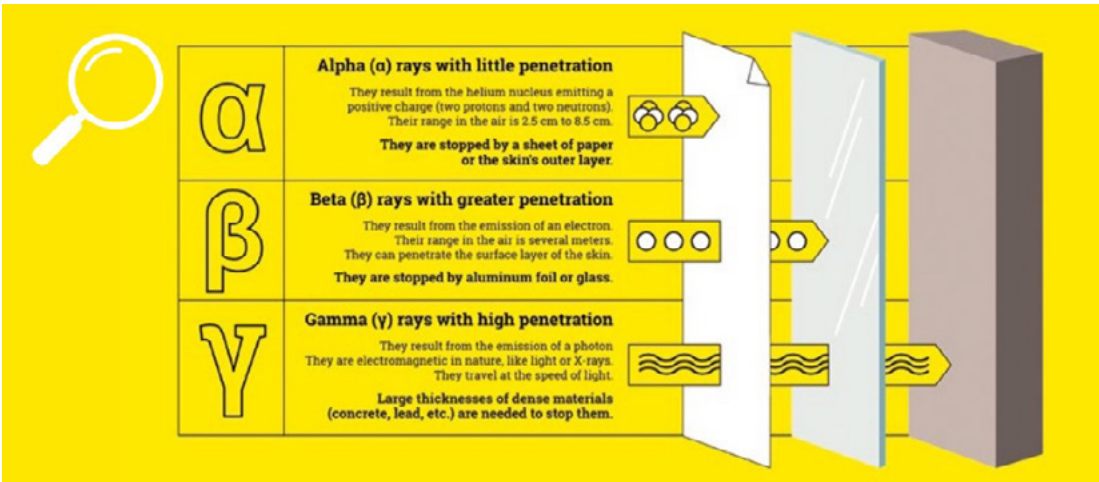 α
Alpha (α) rays with little penetration
They result from the helium nucleus emitting a
positive charge (two protons and two neutrons).
Their range in the air is 2.5 cm to 8.5 cm.
They are stopped by a sheet of paper
or the skin's outer layer.
β
Beta (β) rays with greater penetration
They result from the emission of an electron.
Their range in the air is several meters.
They can penetrate the surface layer of the skin.
They are stopped by aluminum foil or glass.
γ
Gamma (γ) rays with high penetration
They result from the emission of a photon
They are electromagnetic in nature, like light or X-rays.
They travel at the speed of light.
Large thicknesses of dense materials
(concrete, lead, etc.) are needed to stop them.